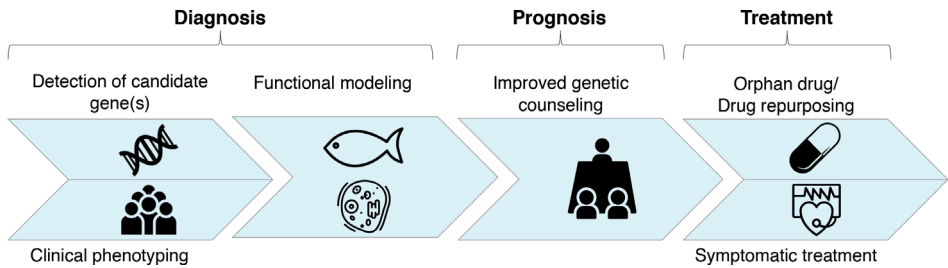 Diagnosis
Prognosis
Treatment
Detection of candidate
gene(s)
Functional modeling
Improved genetic
counseling
Orphan drug/
Drug repurposing
Clinical phenotyping
Symptomatic treatment